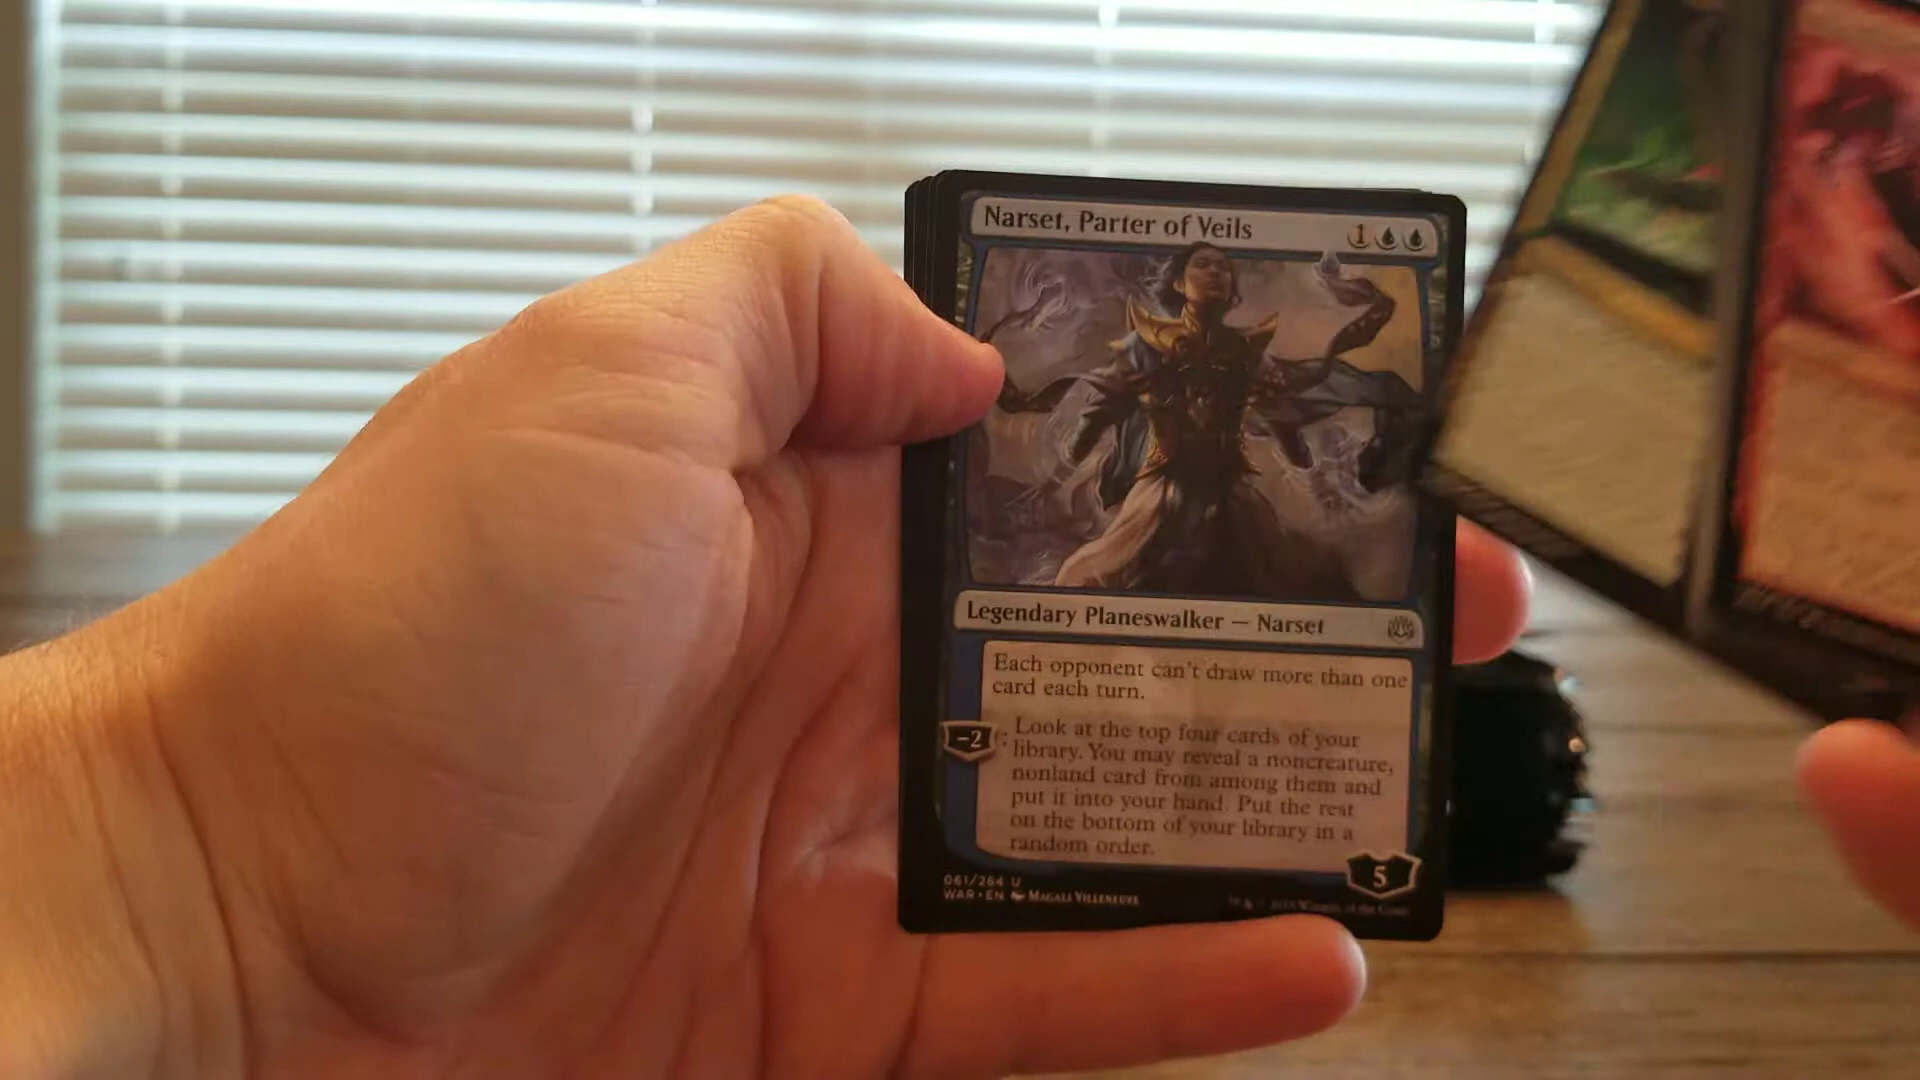 Narset, Parter of Veils 1
Legendary Planeswalker — Narset
Each opponent can't draw more than one
card each turn.
−2 : Look at the top four cards of your
library. You may reveal a noncreature,
nonland card from among them and
put it into your hand. Put the rest
on the bottom of your library in a
random order.
5
061/264 U
WAR • EN Magali Villeneuve